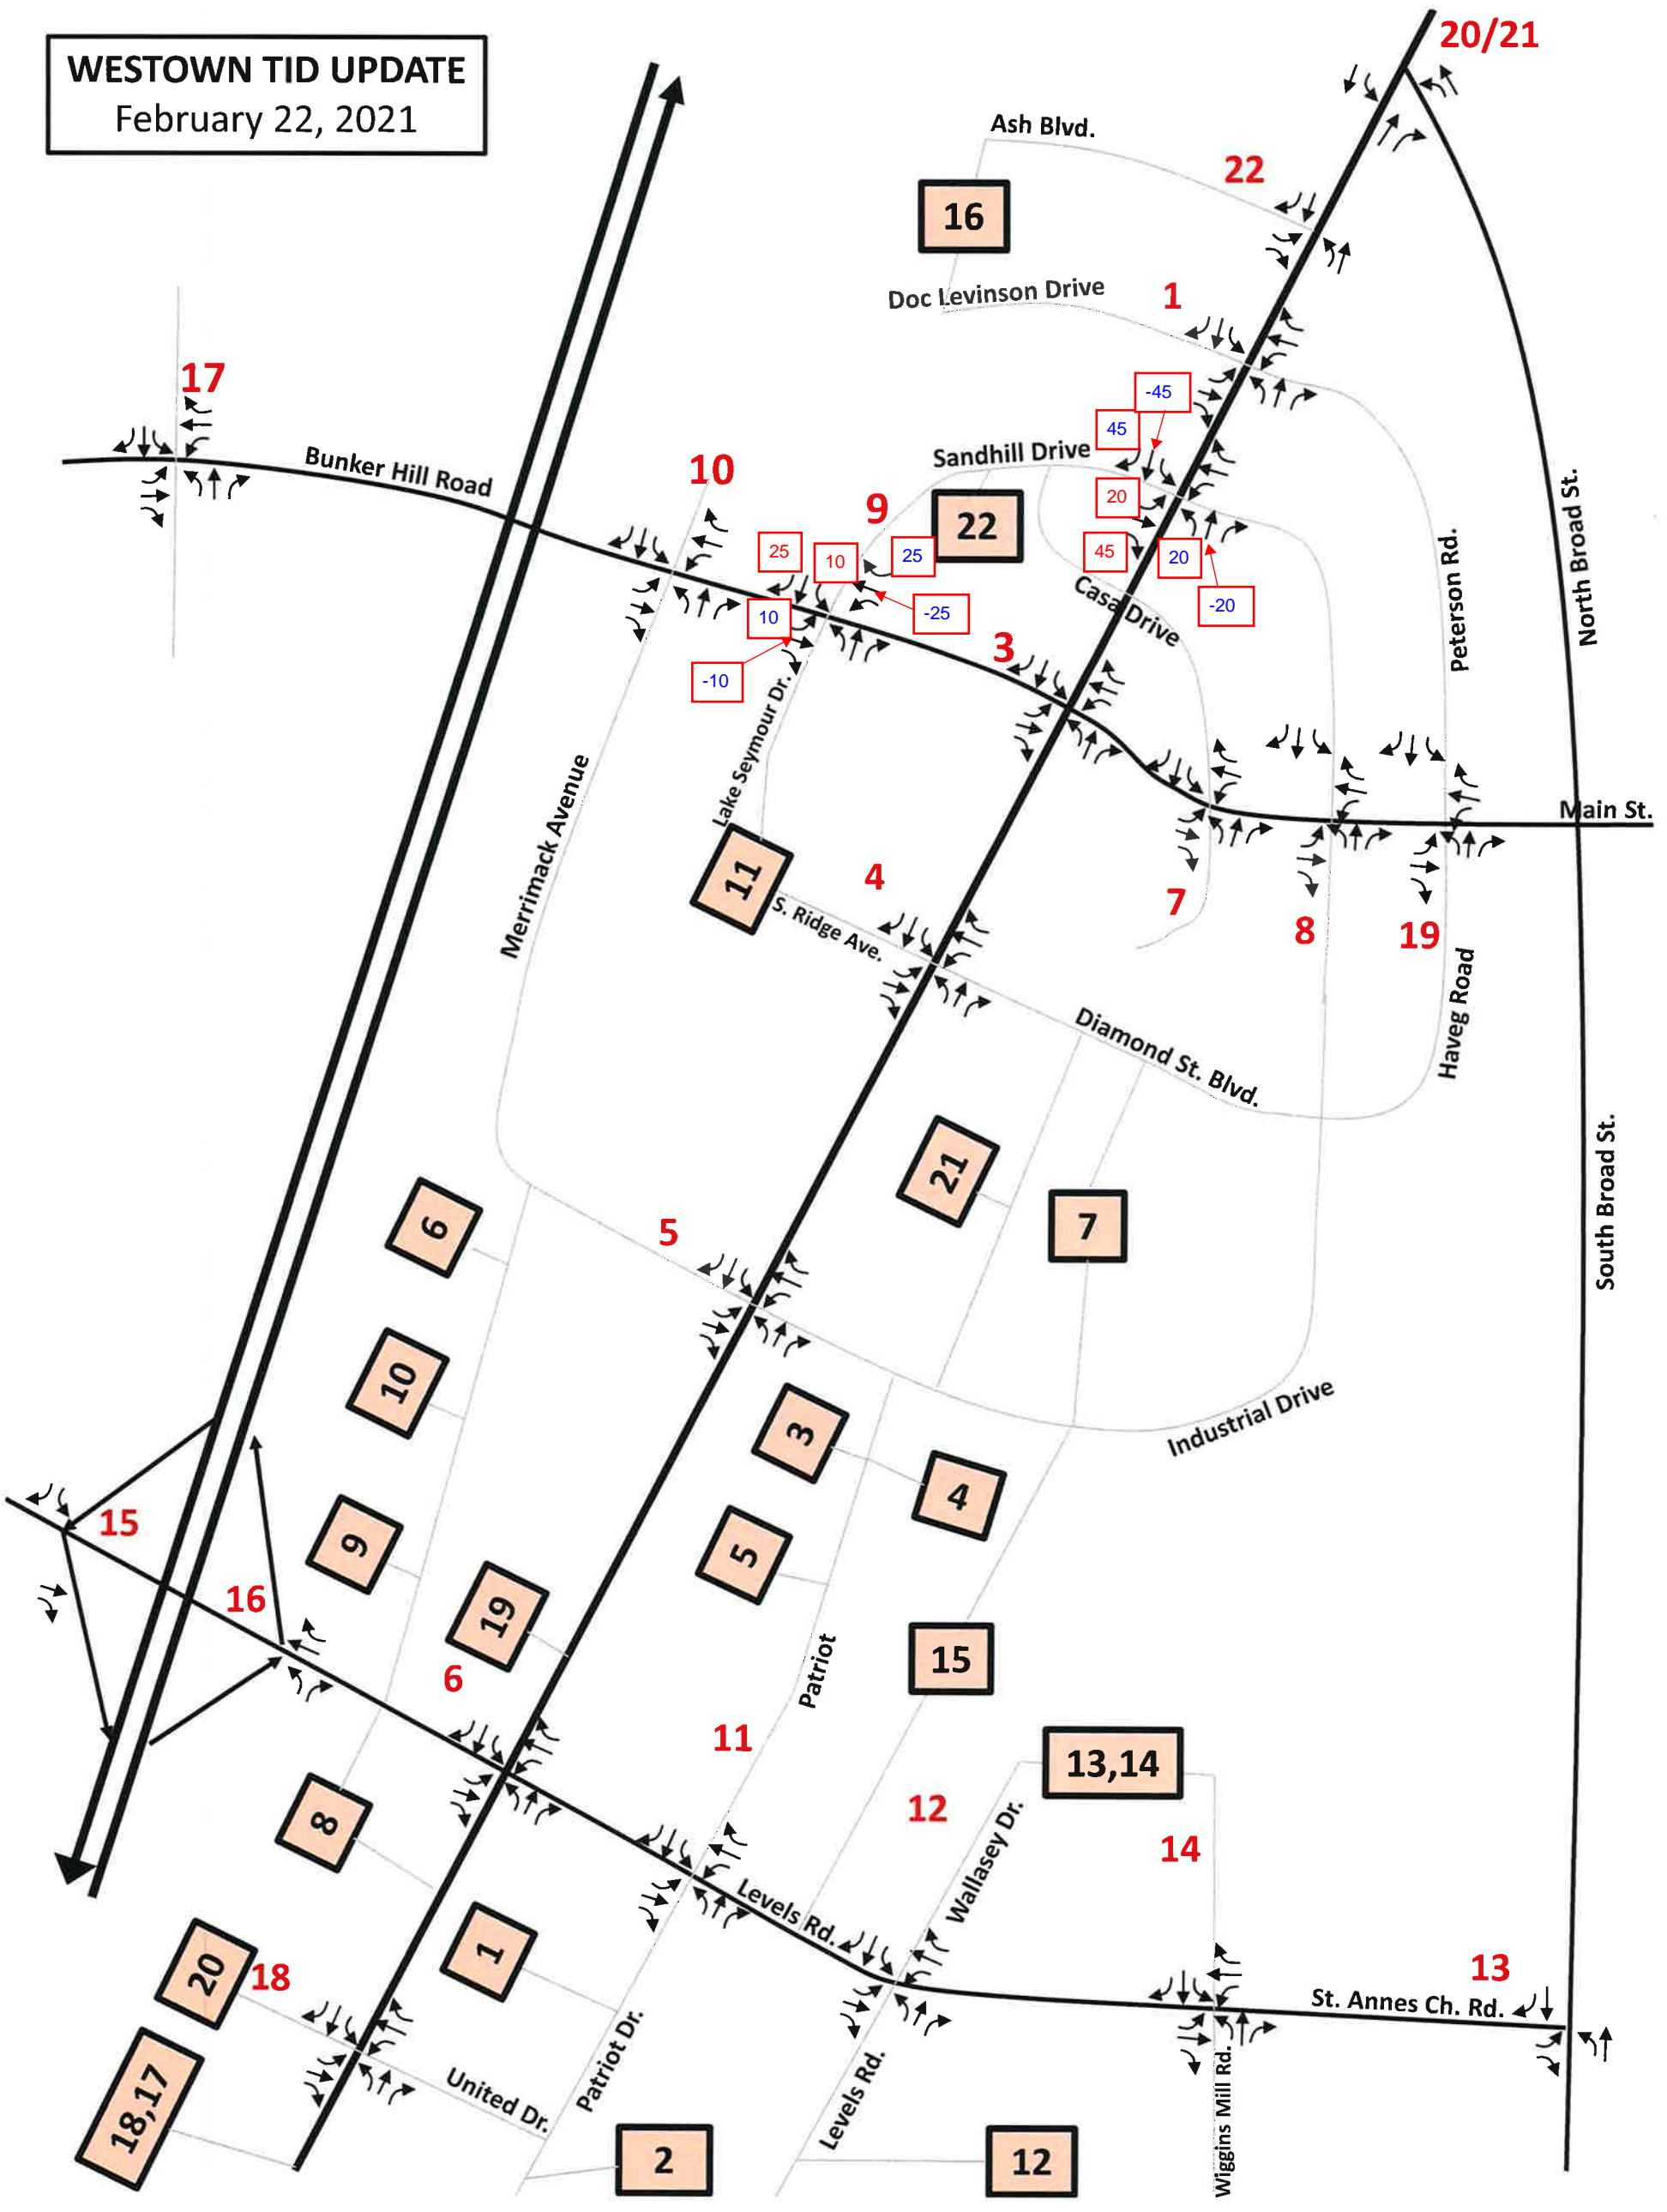 WESTOWN TID UPDATE
February 22, 2021
20/21
Ash Blvd.
22
16
Doc Levinson Drive
1
17
-45
45
Bunker Hill Road
10
Sandhill Drive
20
9
22
45
20
25
10
25
-20
10
-25
-10
Casa Drive
3
Peterson Rd.
North Broad St.
Lake Seymour Dr.
Merrimack Avenue
Main St.
11
4
S. Ridge Ave.
7
8
19
Haveg Road
Diamond St. Blvd.
21
7
South Broad St.
6
5
10
3
Industrial Drive
4
15
9
5
16
19
6
15
Patriot
11
13,14
12
Wallasey Dr.
14
8
Levels Rd.
1
20
18
13
St. Annes Ch. Rd.
18,17
United Dr.
Patriot Dr.
Levels Rd.
Wiggins Mill Rd.
2
12